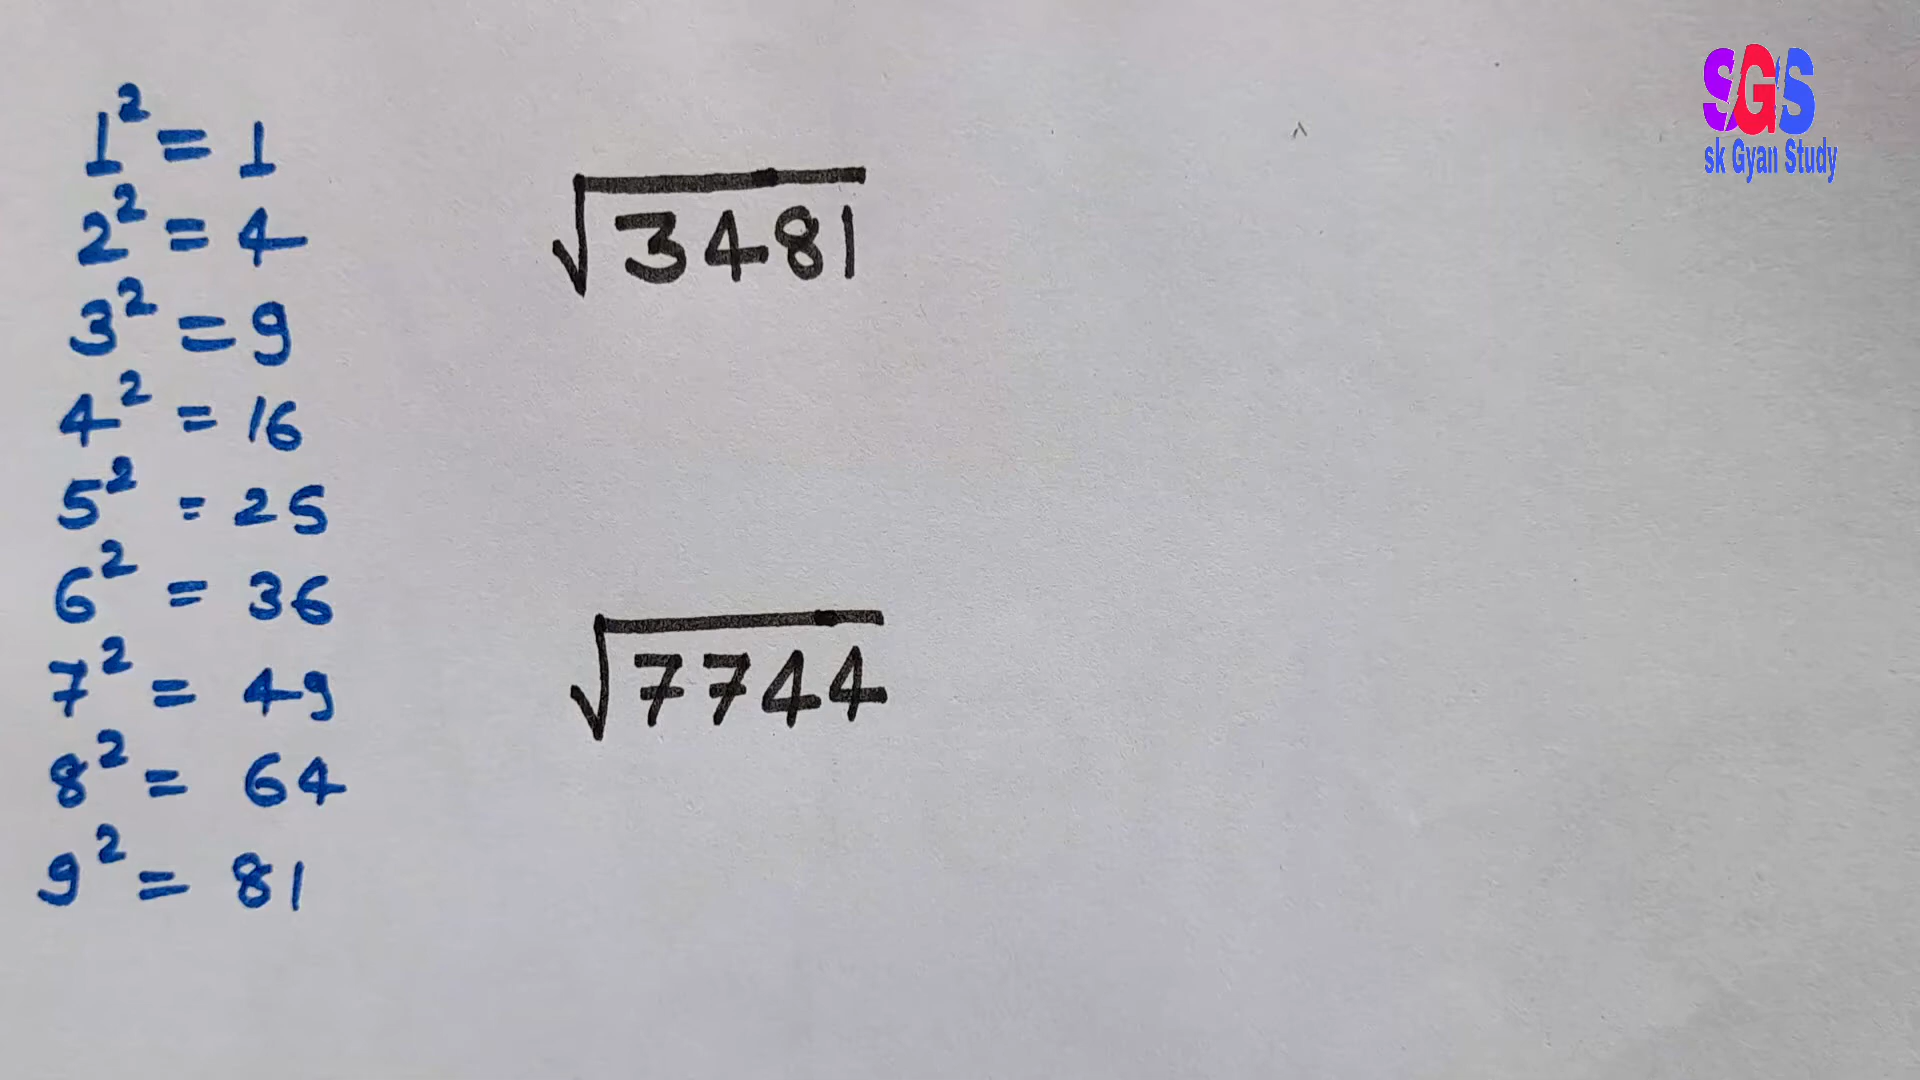 1² = 1
2² = 4
3² = 9
4² = 16
5² = 25
6² = 36
7² = 49
8² = 64
9² = 81
√3481
√7744
SGS
sk Gyan Study